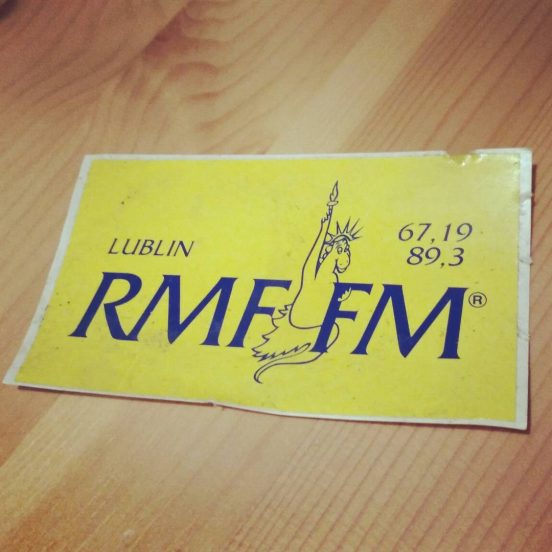 LUBLIN
67,19
89,3
RMF FM®